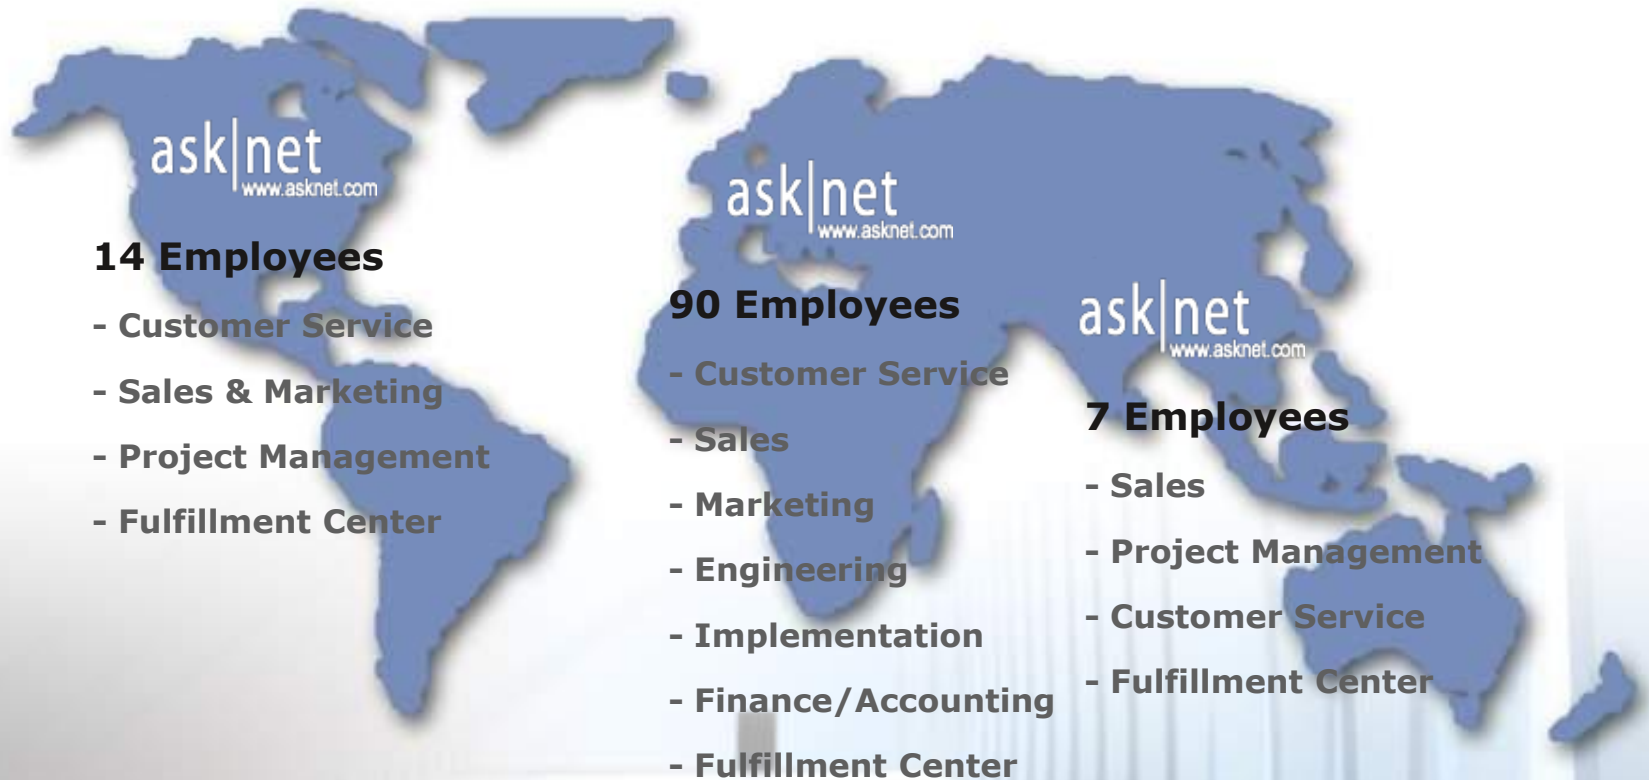 ask|net
www.asknet.com
14 Employees
- Customer Service
- Sales & Marketing
- Project Management
- Fulfillment Center
ask|net
www.asknet.com
90 Employees
- Customer Service
- Sales
- Marketing
- Engineering
- Implementation
- Finance/Accounting
- Fulfillment Center
ask|net
www.asknet.com
7 Employees
- Sales
- Project Management
- Customer Service
- Fulfillment Center